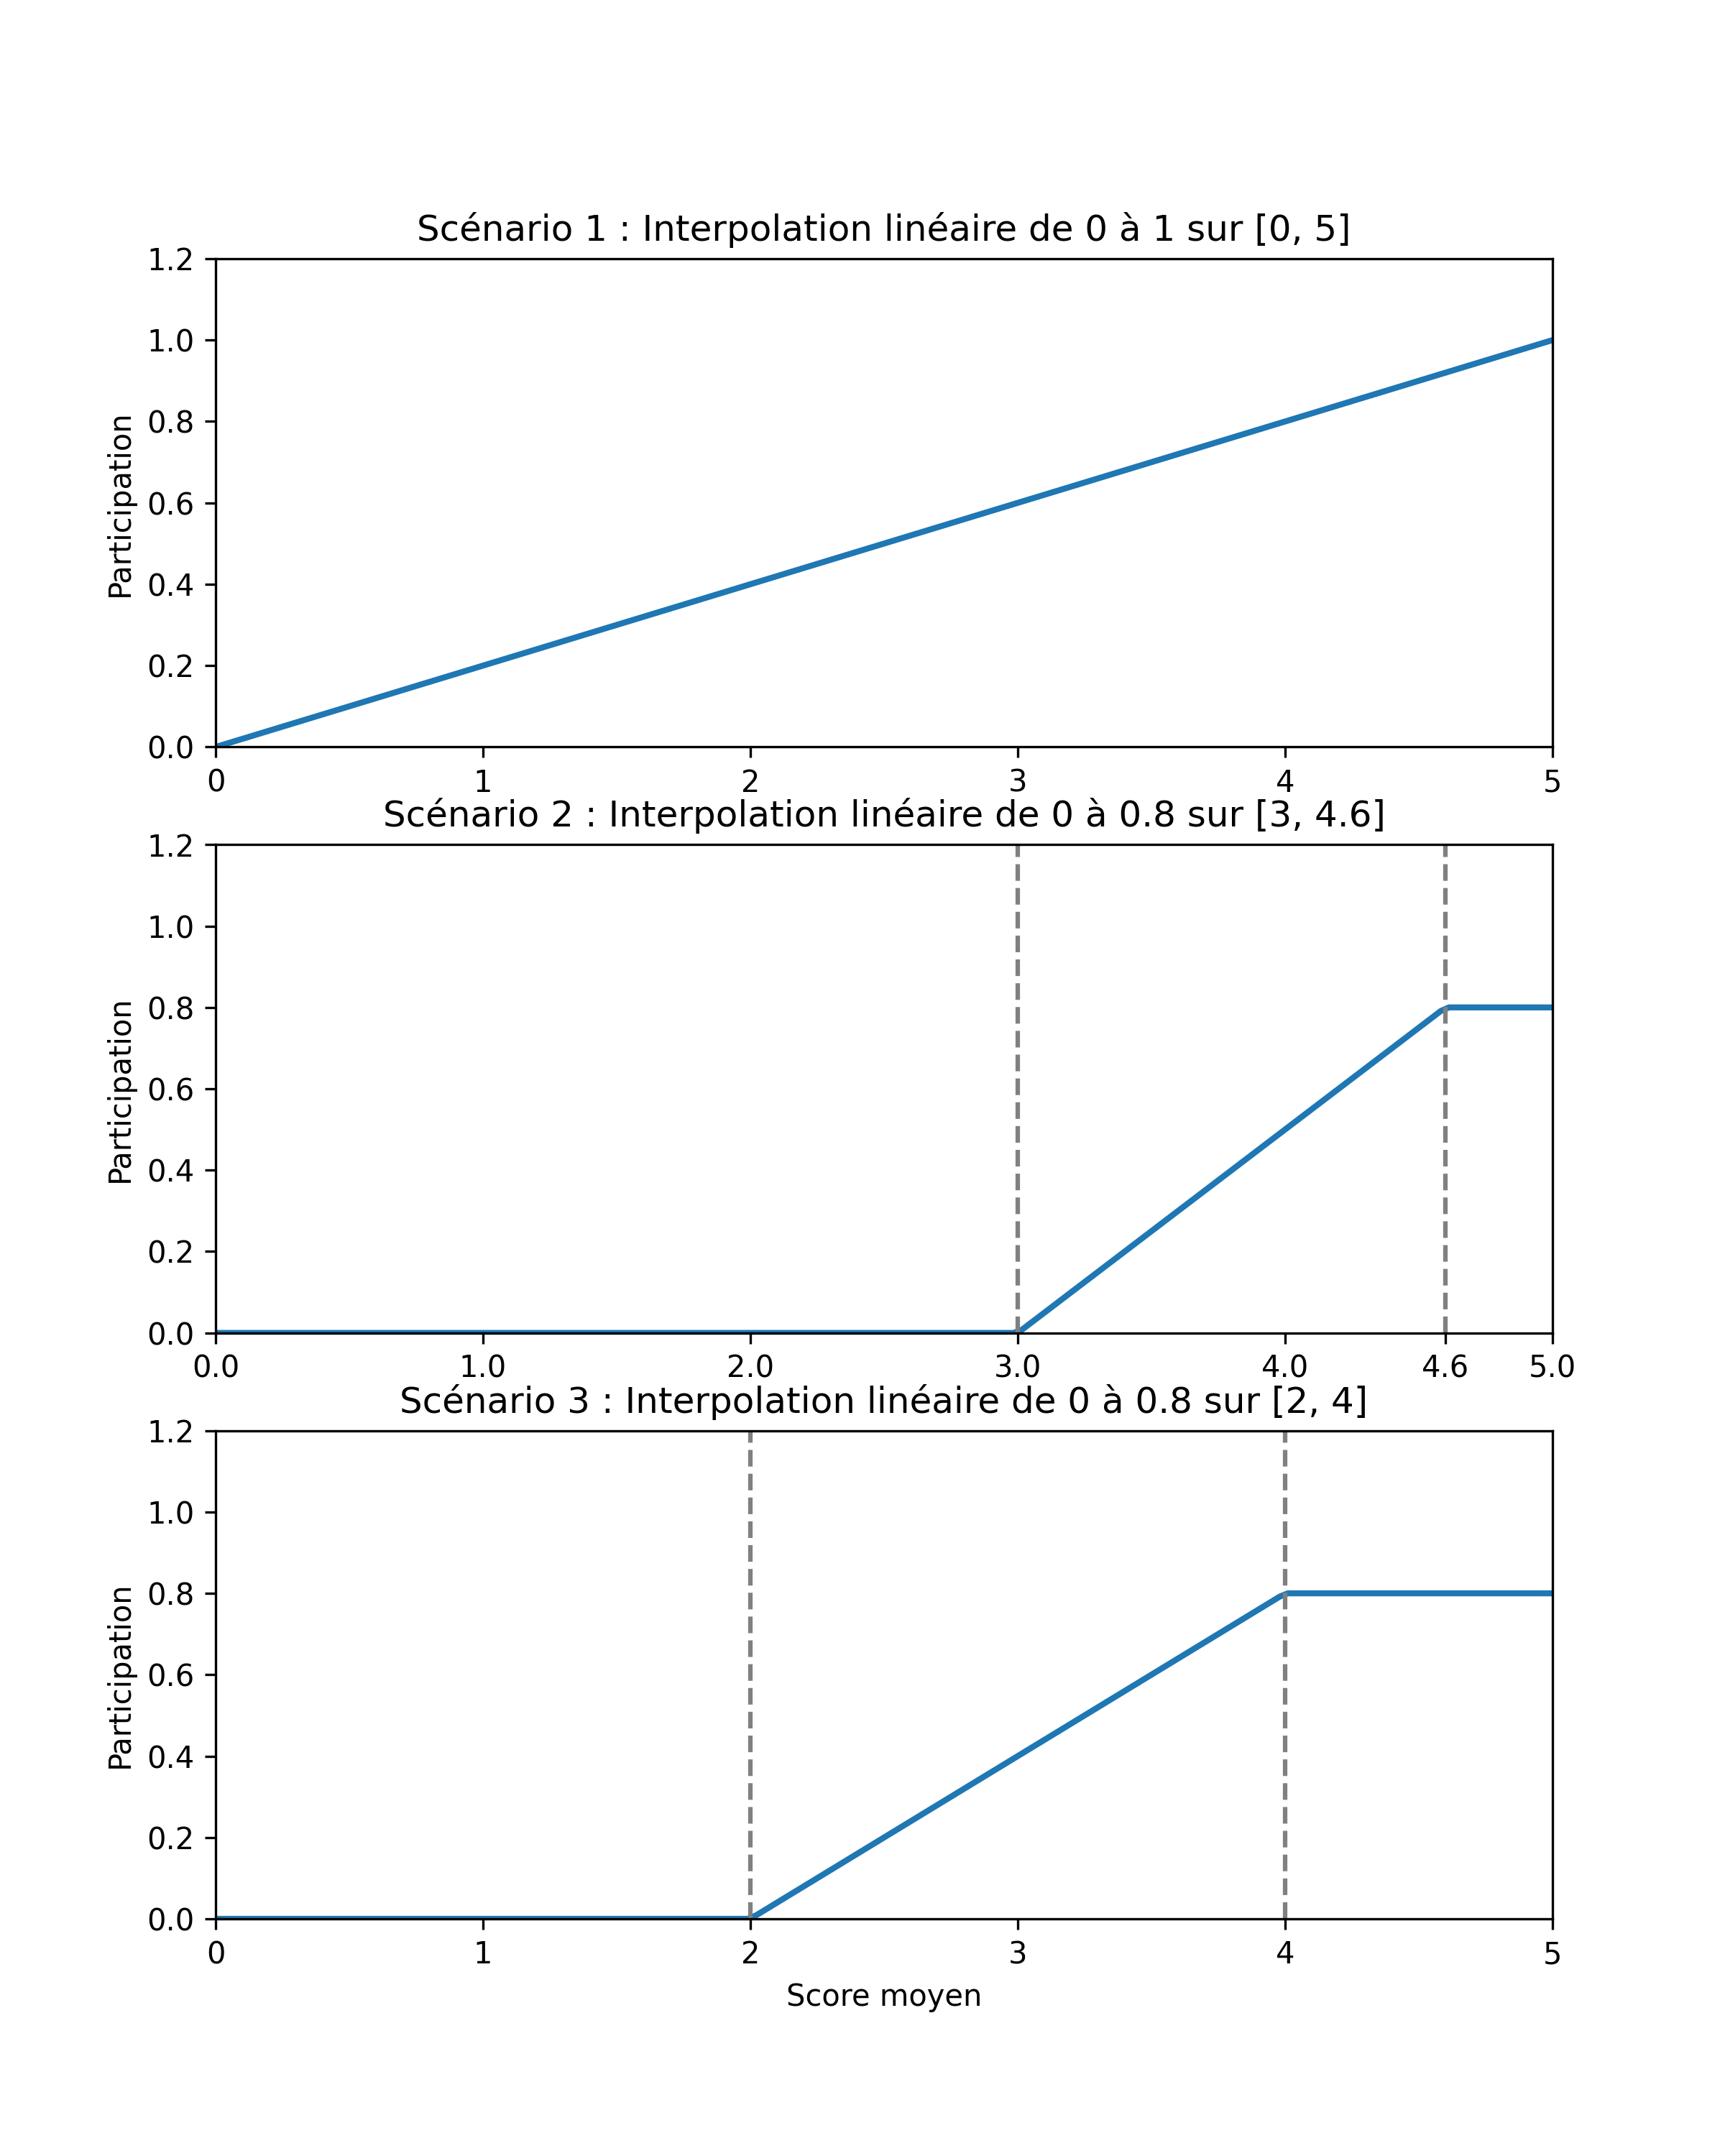 Scénario 1 : Interpolation linéaire de 0 à 1 sur [0, 5]
1.2
1.0
0.8
0.6
0.4
0.2
0.0
Participation
0 1 2 3 4 5
Scénario 2 : Interpolation linéaire de 0 à 0.8 sur [3, 4.6]
1.2
1.0
0.8
0.6
0.4
0.2
0.0
Participation
0.0 1.0 2.0 3.0 4.0 4.6 5.0
Scénario 3 : Interpolation linéaire de 0 à 0.8 sur [2, 4]
1.2
1.0
0.8
0.6
0.4
0.2
0.0
Participation
0 1 2 3 4 5
Score moyen